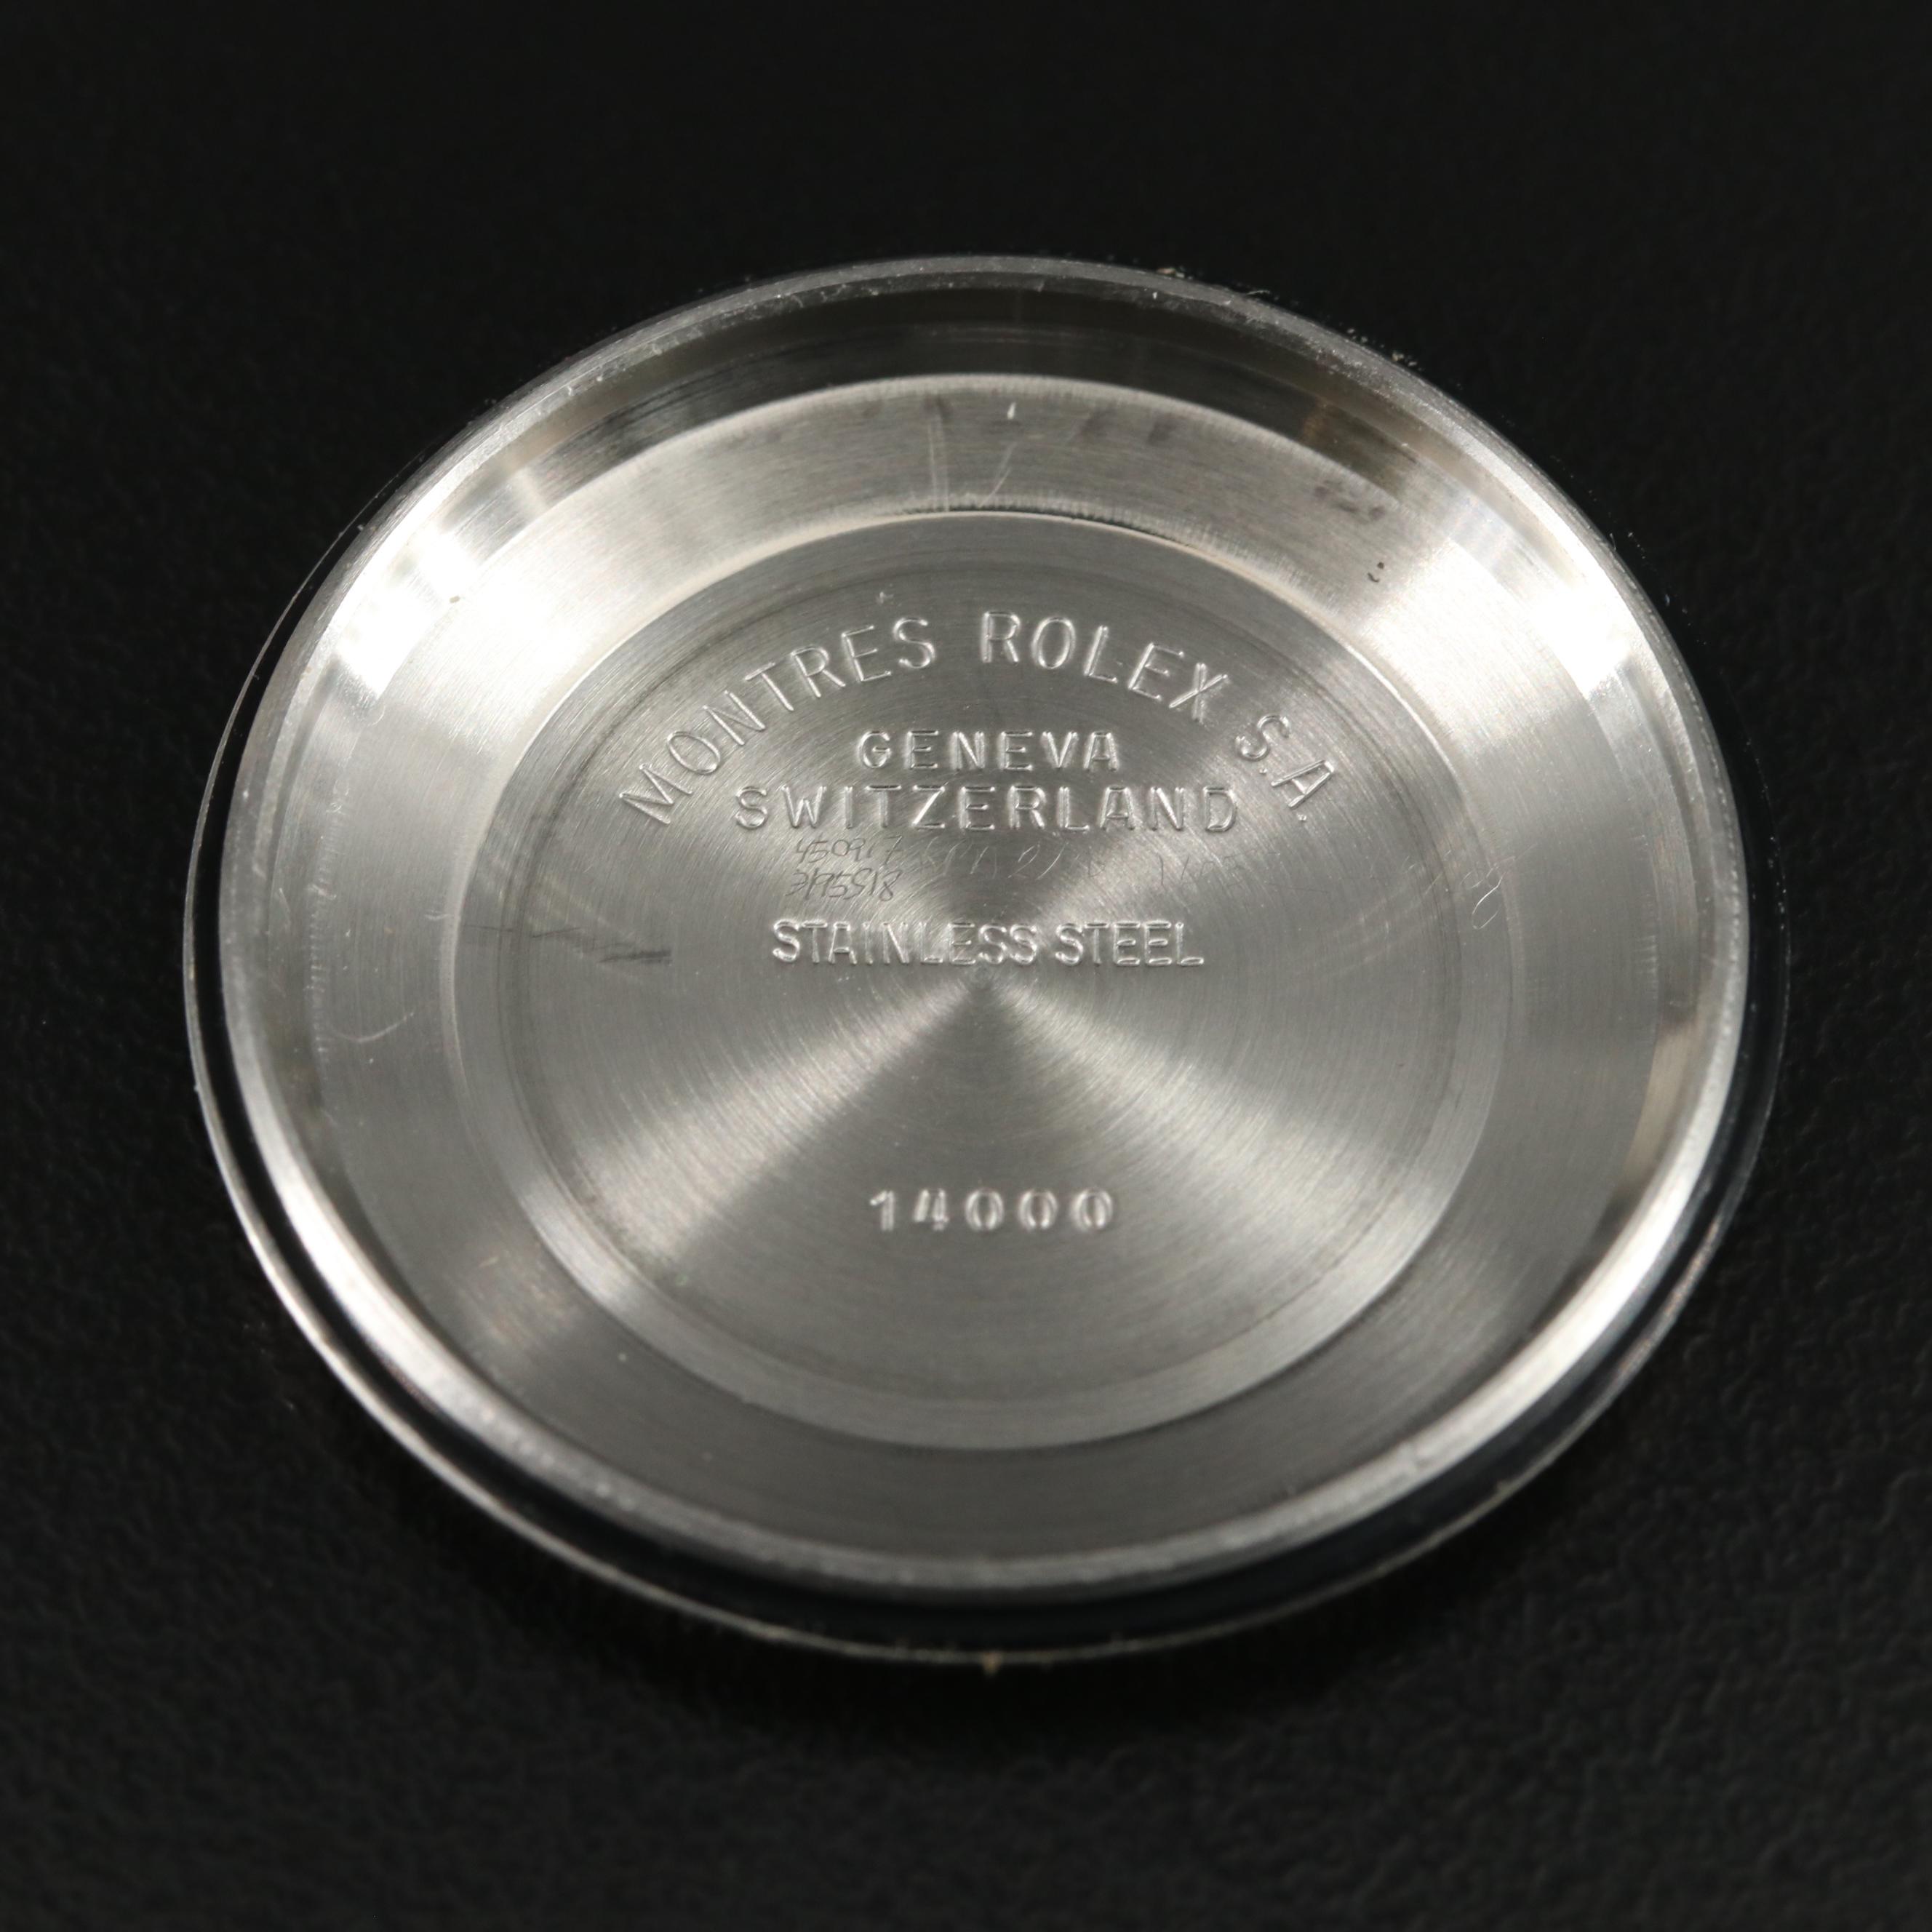 MONTRES ROLEX S.A.
GENEVA
SWITZERLAND
STAINLESS STEEL
14000